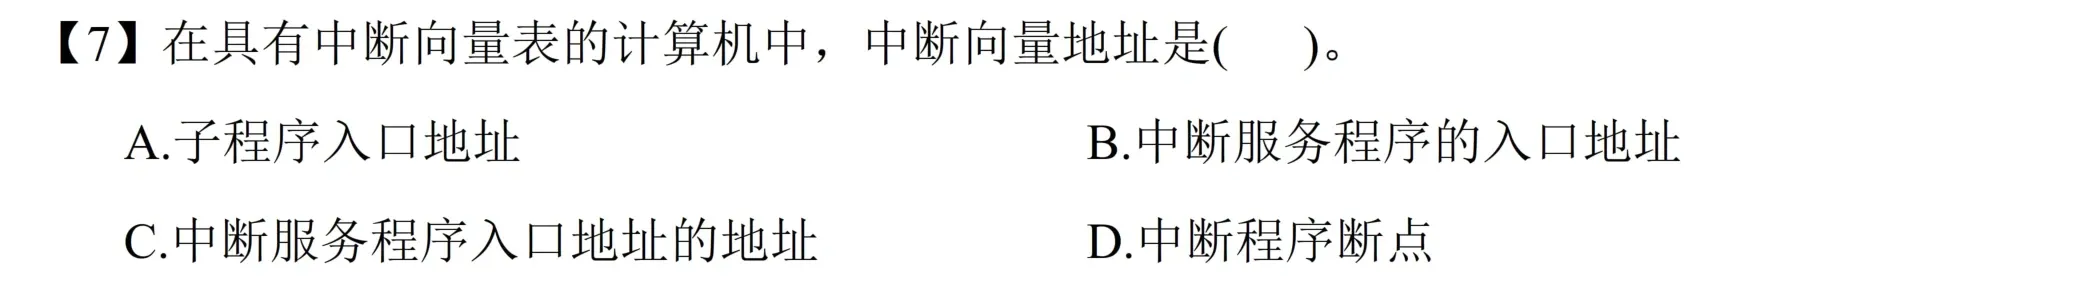 【7】在具有中断向量表的计算机中，中断向量地址是(    )。
A.子程序入口地址    B.中断服务程序的入口地址
C.中断服务程序入口地址的地址    D.中断程序断点